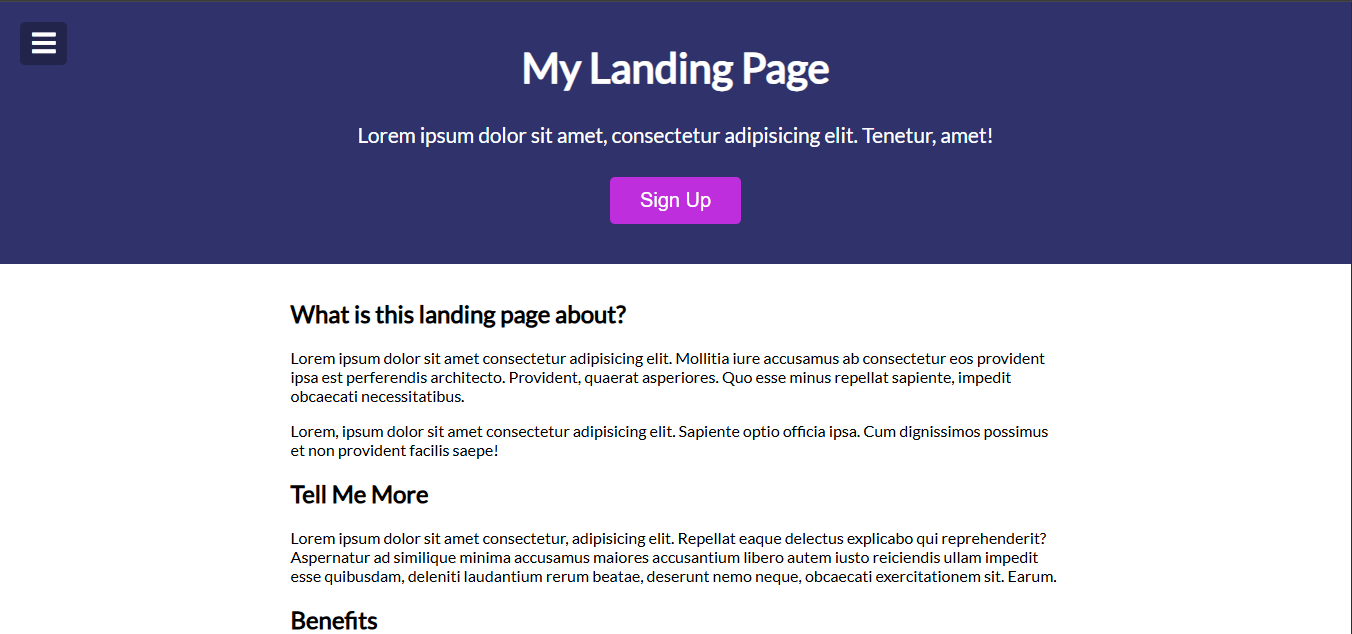 My Landing Page
Lorem ipsum dolor sit amet, consectetur adipisicing elit. Tenetur, amet!
Sign Up
What is this landing page about?
Lorem ipsum dolor sit amet consectetur adipisicing elit. Mollitia iure accusamus ab consectetur eos provident
ipsa est perferendis architecto. Provident, quaerat asperiores. Quo esse minus repellat sapiente, impedit
obcaecati necessitatibus.
Lorem, ipsum dolor sit amet consectetur adipisicing elit. Sapiente optio officia ipsa. Cum dignissimos possimus
et non provident facilis saepe!
Tell Me More
Lorem ipsum dolor sit amet consectetur, adipisicing elit. Repellat eaque delectus explicabo qui reprehenderit?
Aspernatur ad similique minima accusamus maiores accusantium libero autem iusto reiciendis ullam impedit
esse quibusdam, deleniti laudantium rerum beatae, deserunt nemo neque, obcaecati exercitationem sit. Earum.
Benefits